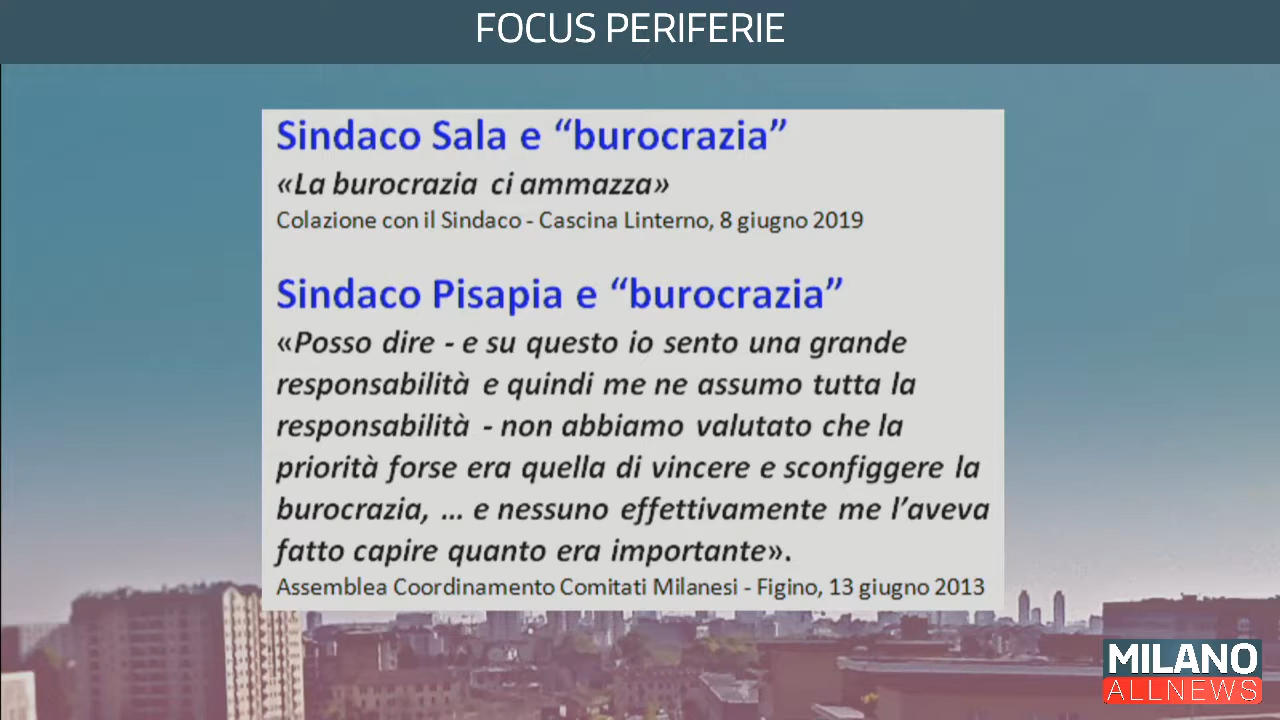 FOCUS PERIFERIE
Sindaco Sala e “burocrazia”
«La burocrazia ci ammazza»
Colazione con il Sindaco - Cascina Linterno, 8 giugno 2019
Sindaco Pisapia e “burocrazia”
«Posso dire - e su questo io sento una grande
responsabilità e quindi me ne assumo tutta la
responsabilità - non abbiamo valutato che la
priorità forse era quella di vincere e sconfiggere la
burocrazia, ... e nessuno effettivamente me l’aveva
fatto capire quanto era importante».
Assemblea Coordinamento Comitati Milanesi - Figino, 13 giugno 2013
MILANO
ALLNEWS